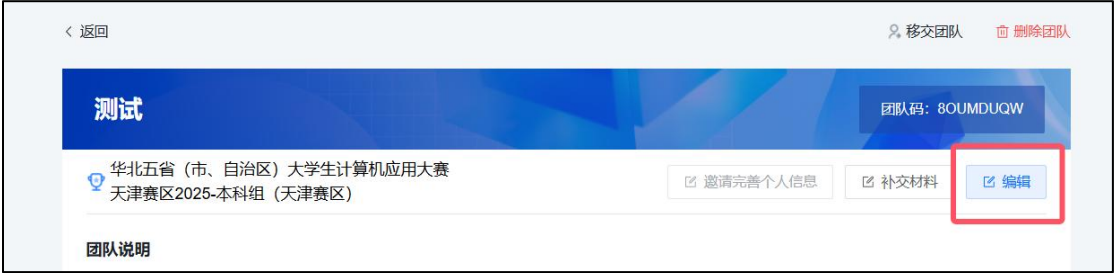 返回
移交团队
删除团队
测试
团队码：8OUMDUQW
华北五省（市、自治区）大学生计算机应用大赛
天津赛区2025-本科组（天津赛区）
邀请完善个人信息
补交材料
编辑
团队说明